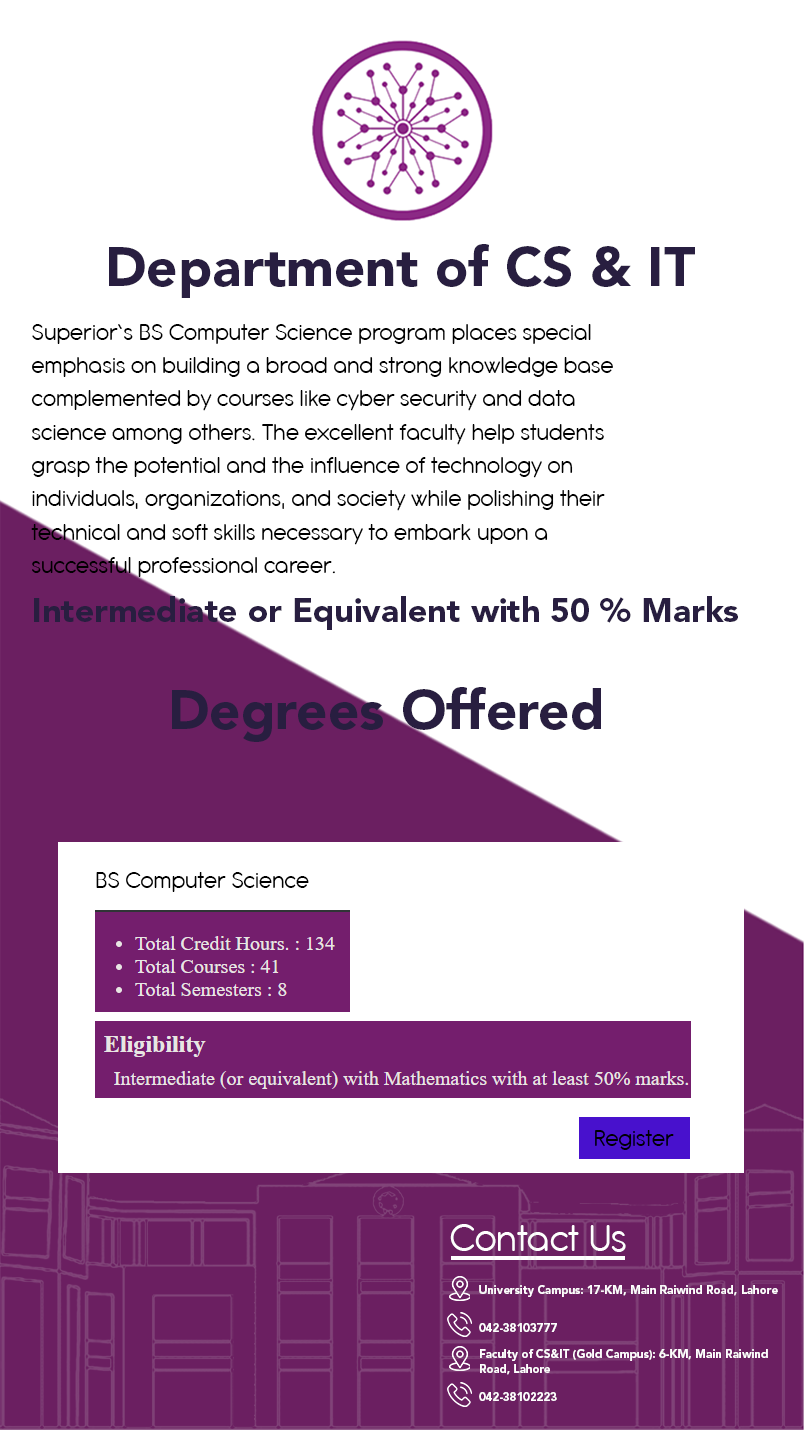 Department of CS & IT
Superior`s BS Computer Science program places special
emphasis on building a broad and strong knowledge base
complemented by courses like cyber security and data
science among others. The excellent faculty help students
grasp the potential and the influence of technology on
individuals, organizations, and society while polishing their
technical and soft skills necessary to embark upon a
successful professional career.
Intermediate or Equivalent with 50 % Marks
Degrees Offered
BS Computer Science
• Total Credit Hours. : 134
• Total Courses : 41
• Total Semesters : 8
Eligibility
Intermediate (or equivalent) with Mathematics with at least 50% marks.
Register
Contact Us
University Campus: 17-KM, Main Raiwind Road, Lahore
042-38103777
Faculty of CS&IT (Gold Campus): 6-KM, Main Raiwind
Road, Lahore
042-38102223